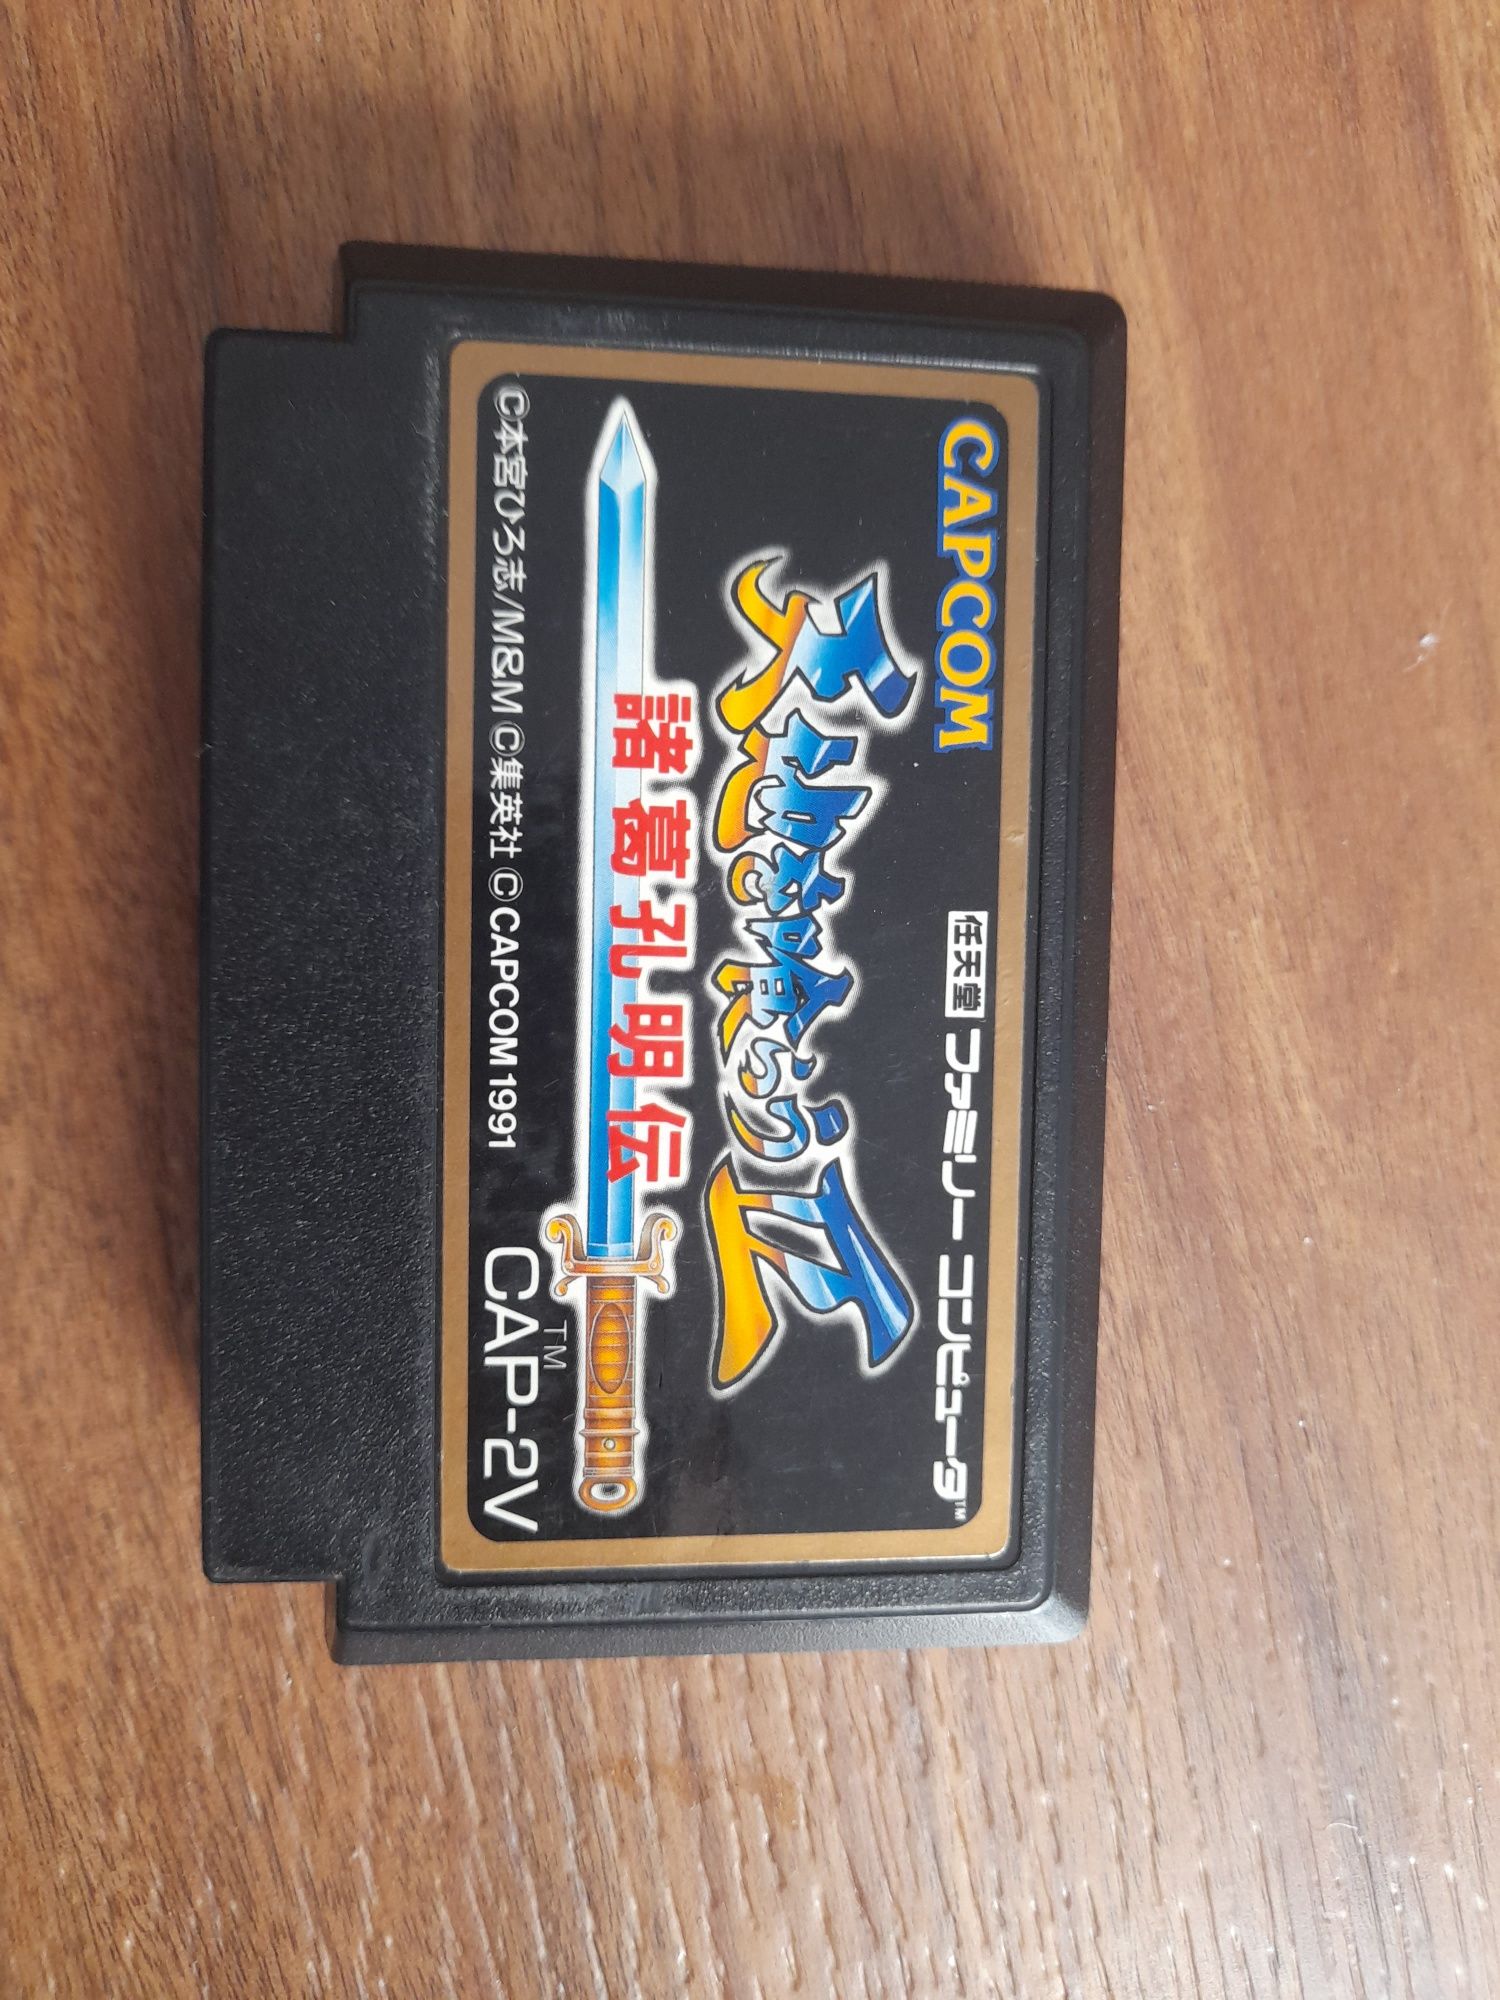 CAPCOM
任天堂 ファミリー コンピュータ™
天地を喰らうII
諸葛孔明伝
TM
©本宮ひろ志/M&M ©集英社 ©CAPCOM 1991
CAP-2V